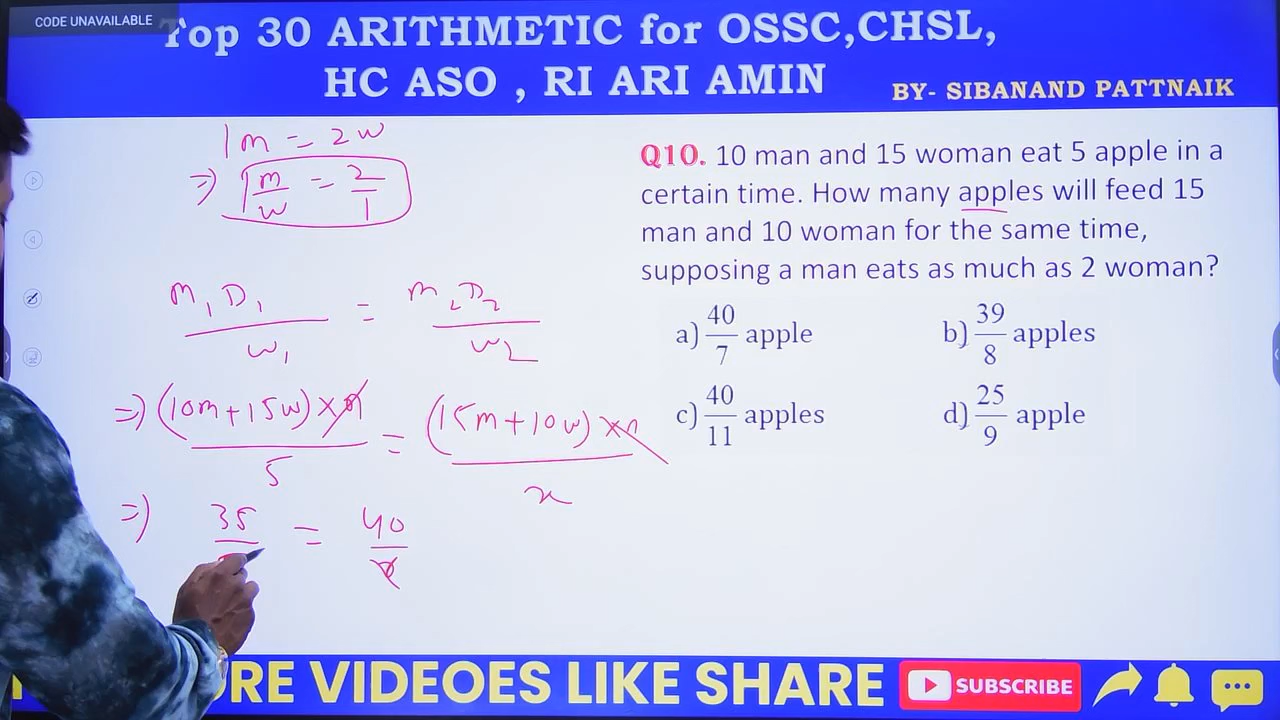 CODE UNAVAILABLE
Top 30 ARITHMETIC for OSSC,CHSL,
HC ASO , RI ARI AMIN
BY- SIBANAND PATTNAIK
1m = 2w
=> m/w = 2/1
M₁D₁/W₁ = M₂D₂/W₂
=> (10m+15w)×n/5 = (15m+10w)×n/x
=> 35/ = 40/x
Q10. 10 man and 15 woman eat 5 apple in a
certain time. How many apples will feed 15
man and 10 woman for the same time,
supposing a man eats as much as 2 woman?
a) 40/7 apple b) 39/8 apples
c) 40/11 apples d) 25/9 apple
RE VIDEOES LIKE SHARE
SUBSCRIBE